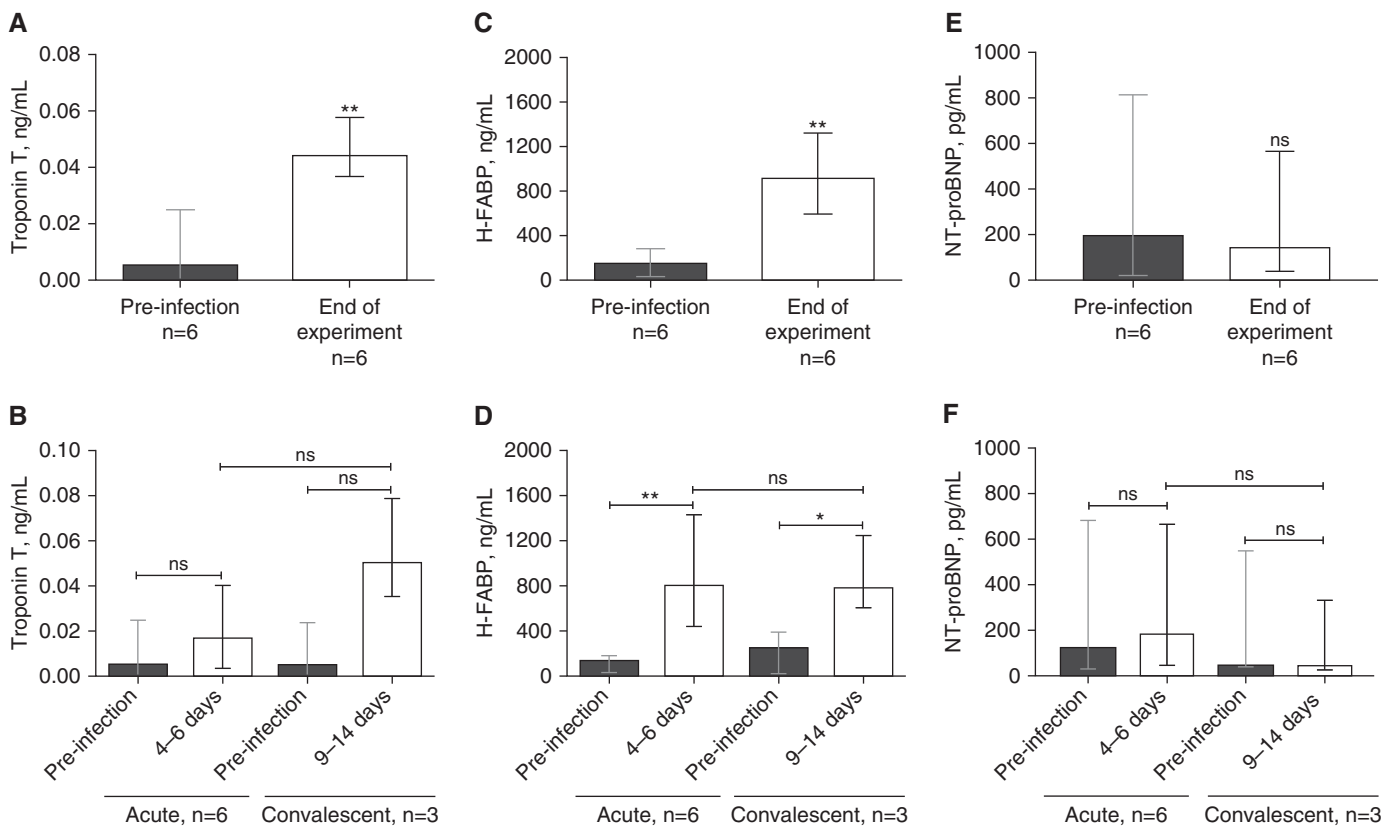 A
Troponin T, ng/mL
0.08
0.06
0.04
0.02
0.00
**
Pre-infection
n=6
End of
experiment
n=6
C
H-FABP, ng/mL
2000
1600
1200
800
400
0
**
Pre-infection
n=6
End of
experiment
n=6
E
NT-proBNP, pg/mL
1000
800
600
400
200
0
ns
Pre-infection
n=6
End of
experiment
n=6
B
Troponin T, ng/mL
0.10
0.08
0.06
0.04
0.02
0.00
ns
ns
ns
Pre-infection
4–6 days
Pre-infection
9–14 days
Acute, n=6
Convalescent, n=3
D
H-FABP, ng/mL
2000
1600
1200
800
400
0
**
ns
*
Pre-infection
4–6 days
Pre-infection
9–14 days
Acute, n=6
Convalescent, n=3
F
NT-proBNP, pg/mL
1000
800
600
400
200
0
ns
ns
ns
Pre-infection
4–6 days
Pre-infection
9–14 days
Acute, n=6
Convalescent, n=3